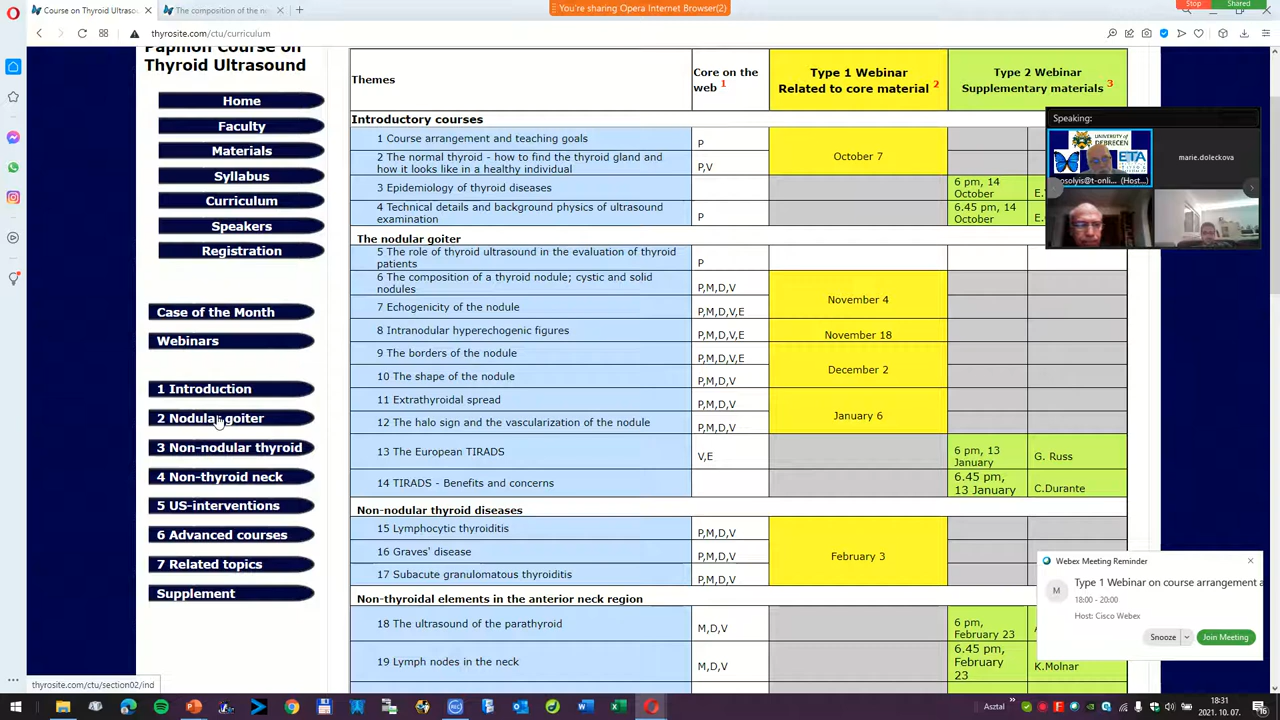 Course on Thyroid Ultraso
The composition of the ne
You're sharing Opera Internet Browser(2)
Stop
Shared
thyrosite.com/ctu/curriculum
Papillon Course on
Thyroid Ultrasound
Home
Faculty
Materials
Syllabus
Curriculum
Speakers
Registration
Case of the Month
Webinars
1 Introduction
2 Nodular goiter
3 Non-nodular thyroid
4 Non-thyroid neck
5 US-interventions
6 Advanced courses
7 Related topics
Supplement
Themes
Core on the
web 1
Type 1 Webinar
Related to core material 2
Type 2 Webinar
Supplementary materials 3
Introductory courses
1 Course arrangement and teaching goals
P
October 7
2 The normal thyroid - how to find the thyroid gland and
how it looks like in a healthy individual
P,V
3 Epidemiology of thyroid diseases
6 pm, 14
October
4 Technical details and background physics of ultrasound
examination
P
6.45 pm, 14
October
The nodular goiter
5 The role of thyroid ultrasound in the evaluation of thyroid
patients
P
6 The composition of a thyroid nodule; cystic and solid
nodules
P,M,D,V
November 4
7 Echogenicity of the nodule
P,M,D,V,E
8 Intranodular hyperechogenic figures
P,M,D,V,E
November 18
9 The borders of the nodule
P,M,D,V,E
December 2
10 The shape of the nodule
P,M,D,V
11 Extrathyroidal spread
P,M,D,V
January 6
12 The halo sign and the vascularization of the nodule
P,M,D,V
13 The European TIRADS
V,E
6 pm, 13
January
G. Russ
14 TIRADS - Benefits and concerns
6.45 pm,
13 January
C.Durante
Non-nodular thyroid diseases
15 Lymphocytic thyroiditis
P,M,D,V
February 3
16 Graves' disease
P,M,D,V
17 Subacute granulomatous thyroiditis
P,M,D,V
Non-thyroidal elements in the anterior neck region
18 The ultrasound of the parathyroid
M,D,V
6 pm,
February 23
19 Lymph nodes in the neck
M,D,V
6.45 pm,
February
23
K.Molnar
Speaking:
UNIVERSITY of
DEBRECEN
ETA
osolyis@t-onli... (Host...)
marie.doleckova
Webex Meeting Reminder
M
Type 1 Webinar on course arrangement a
18:00 - 20:00
Host: Cisco Webex
Snooze
Join Meeting
thyrosite.com/ctu/section02/ind
Asztal
18:31
2021. 10. 07.